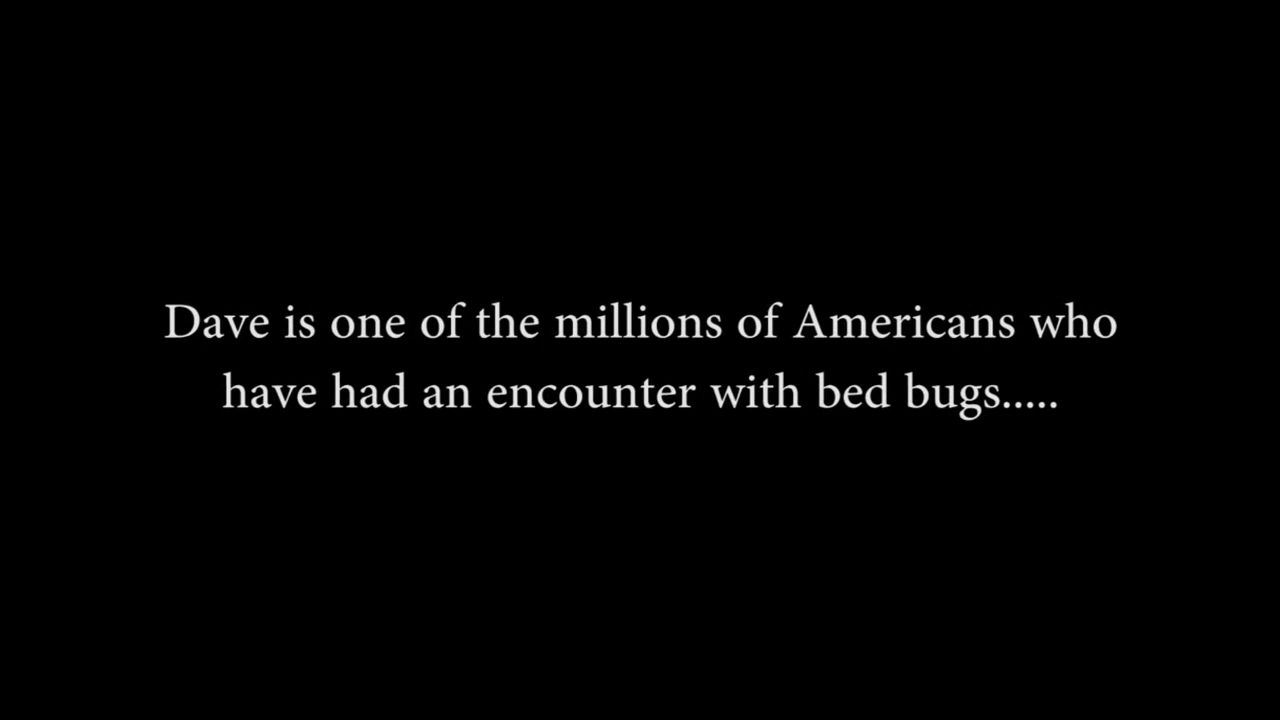 Dave is one of the millions of Americans who
have had an encounter with bed bugs.....